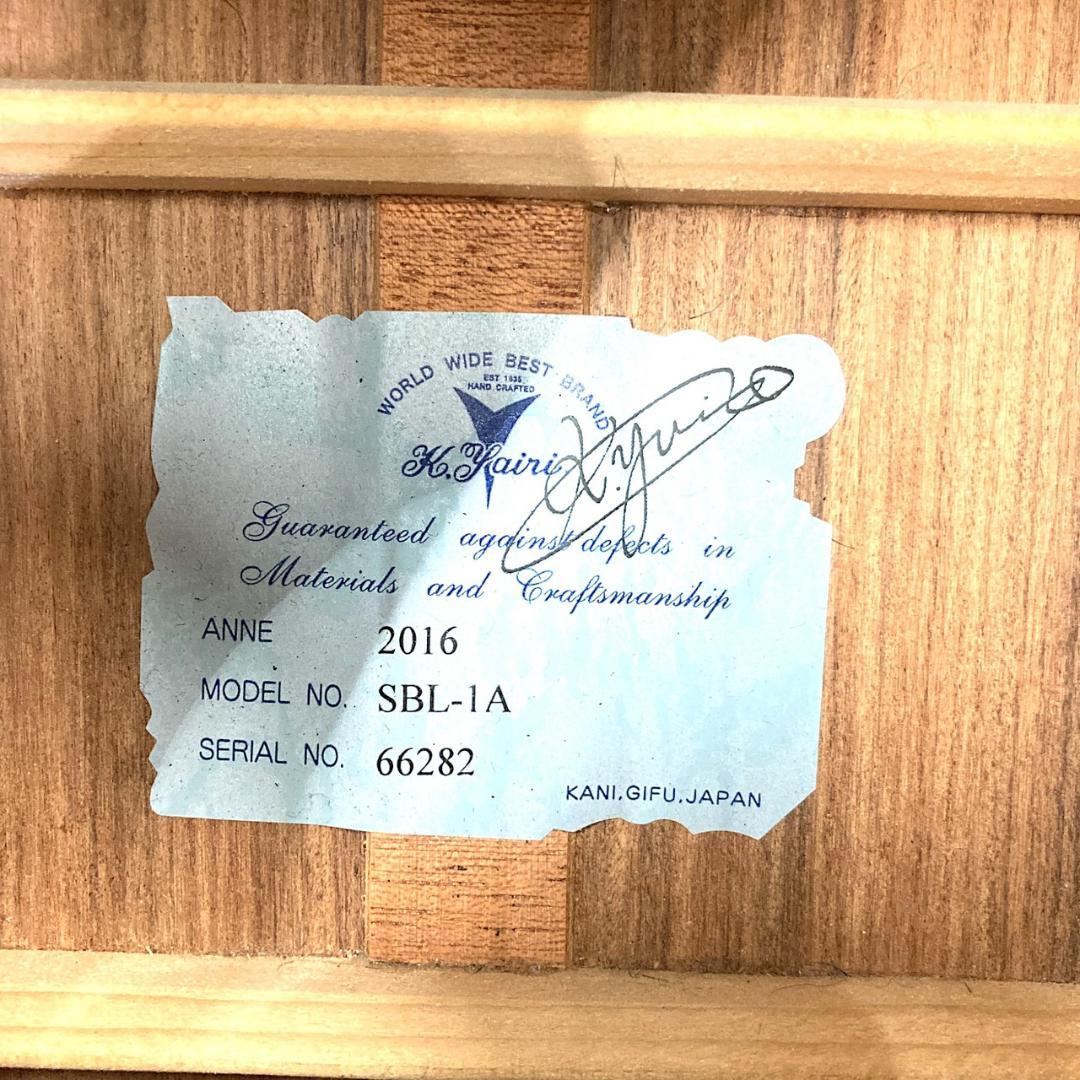 WORLD WIDE BEST BRAND
EST 1935
HAND CRAFTED
K.Yairi
K.Yairi
Guaranteed against defects in
Materials and Craftsmanship
ANNE 2016
MODEL NO. SBL-1A
SERIAL NO. 66282
KANI.GIFU.JAPAN